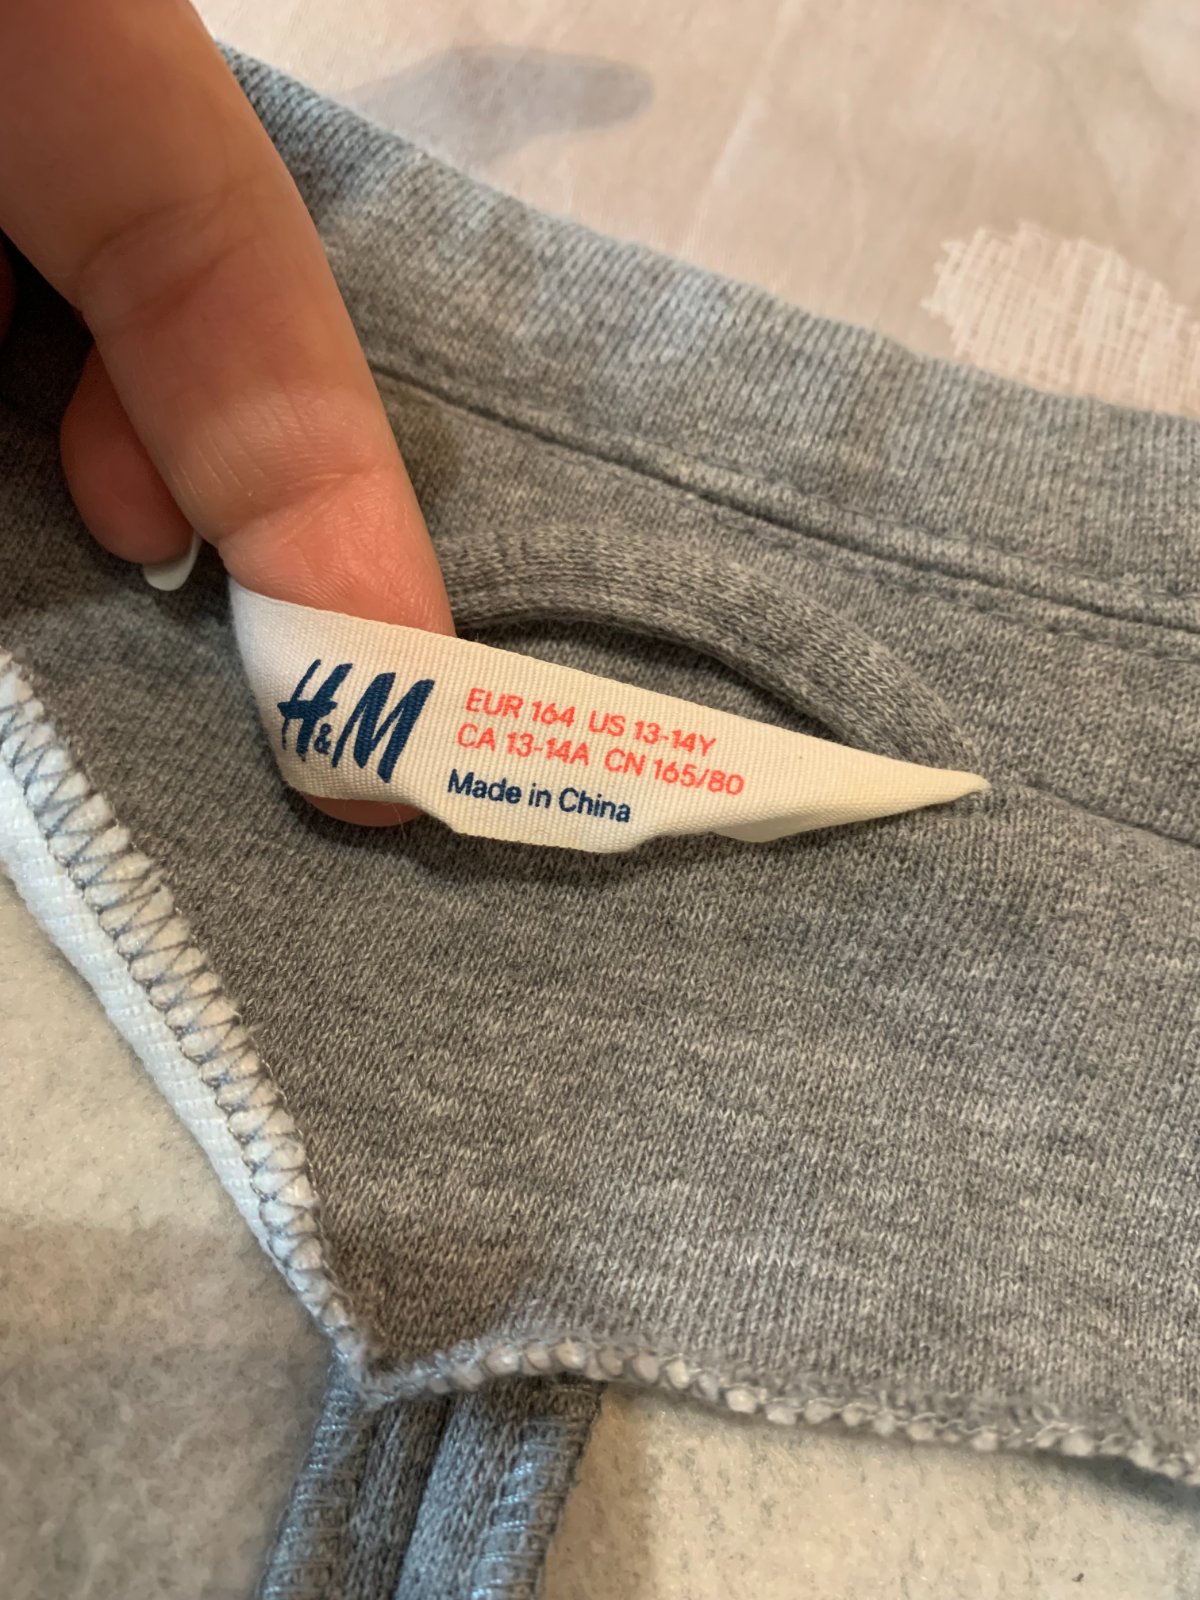 H&M
EUR 164 US 13-14Y
CA 13-14A CN 165/80
Made in China